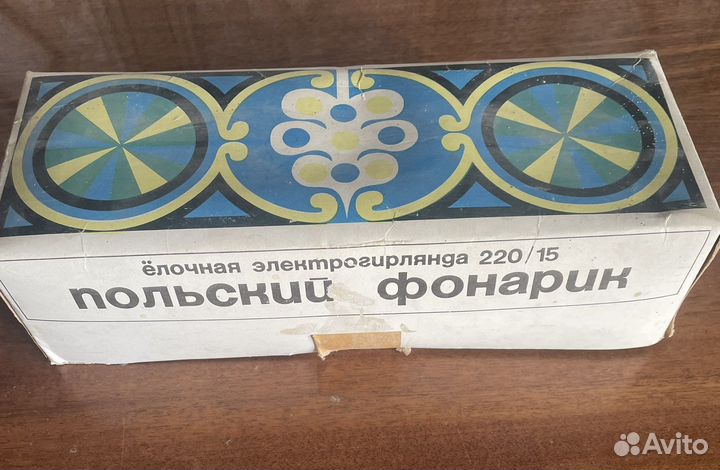 ёлочная электрогирлянда 220/15
польский фонарик
Avito